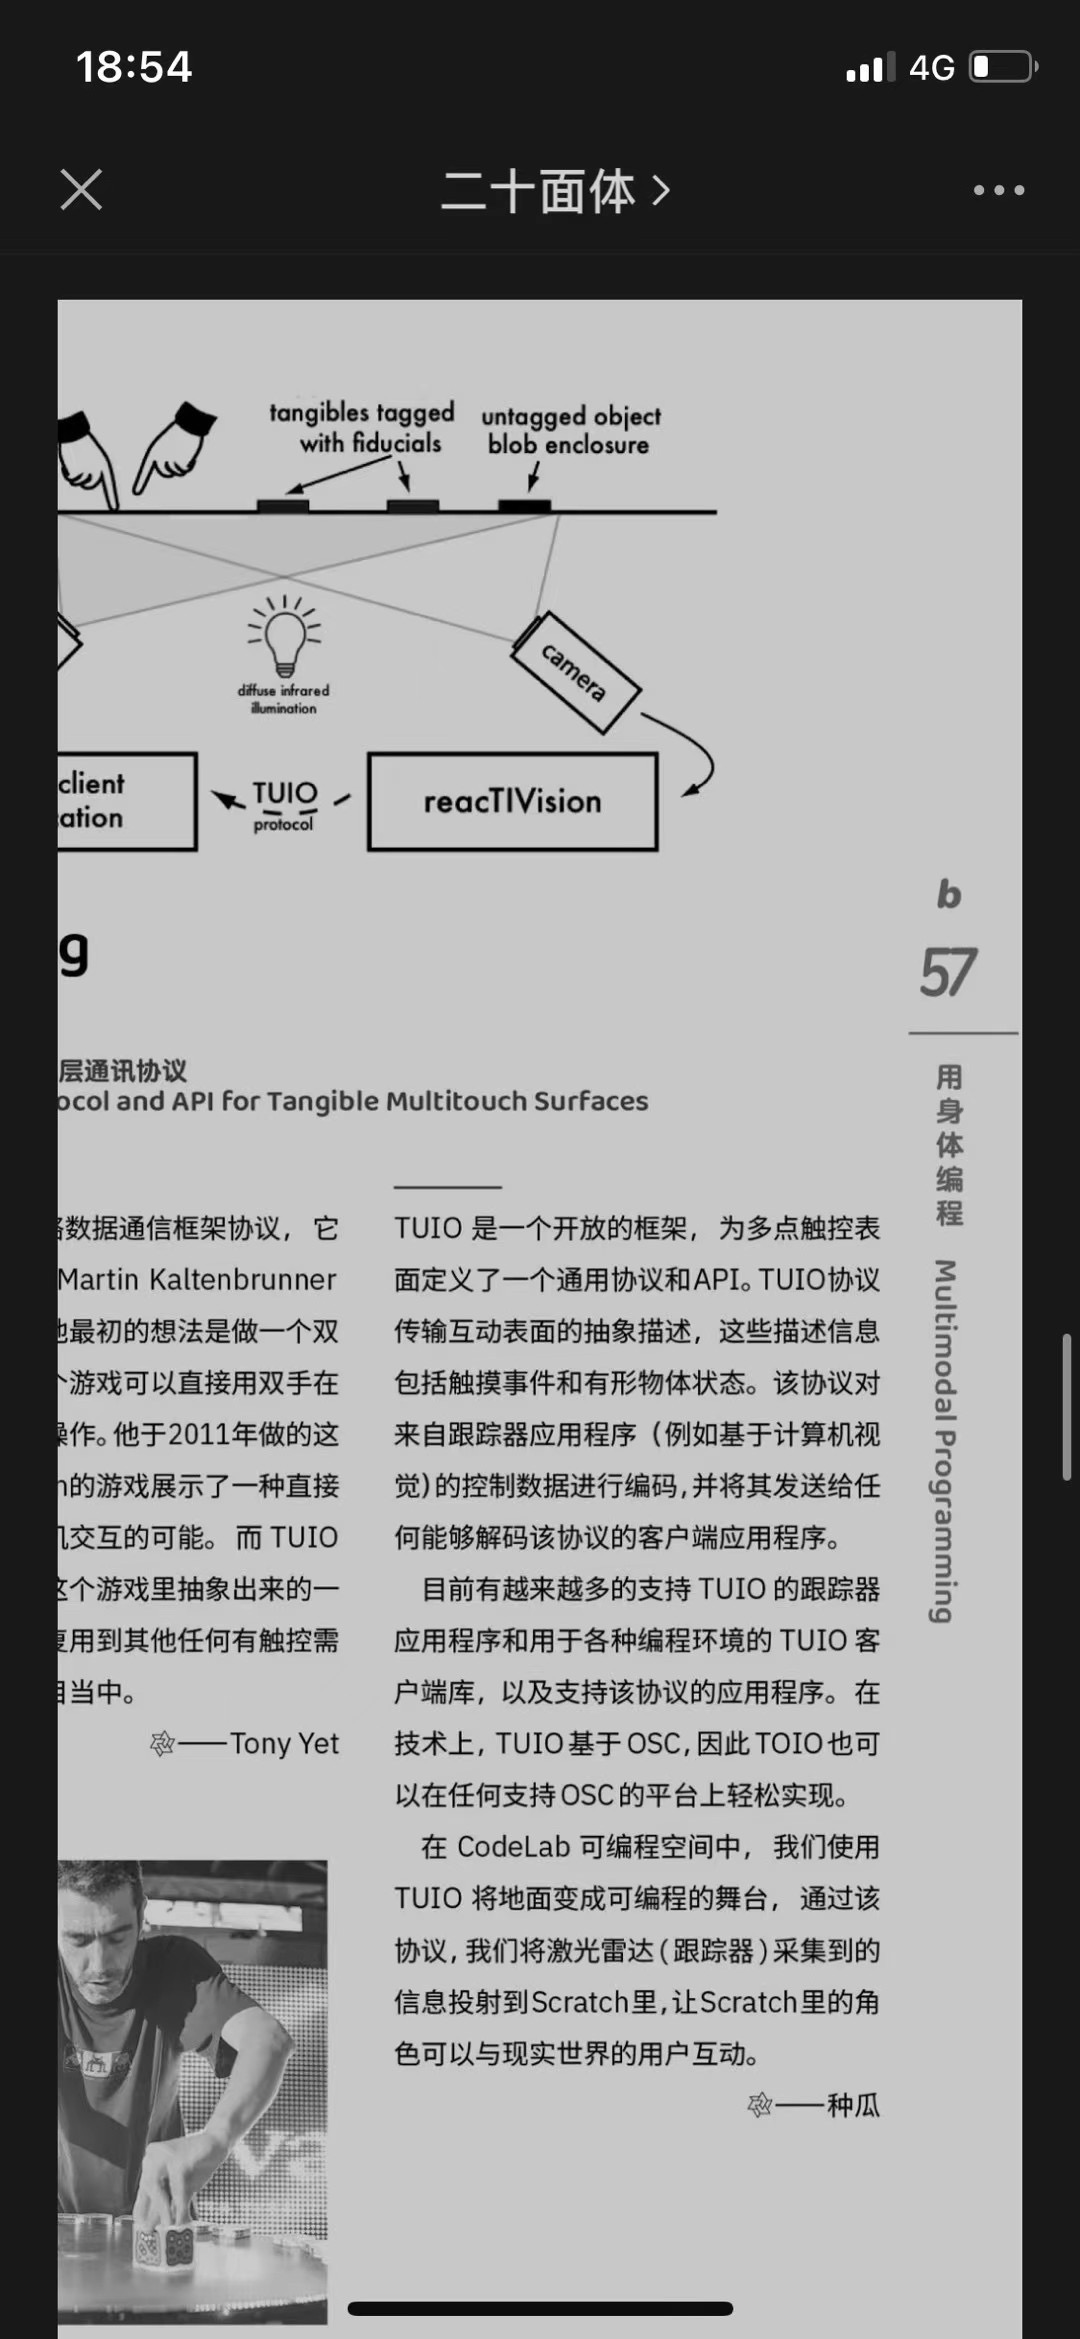 18:54
4G
二十面体
tangibles tagged
with fiducials
untagged object
blob enclosure
diffuse infrared
illumination
camera
client
TUIO
protocol
reacTIVision
b
57
用身体编程 Multimodal Programming
层通讯协议
and API for Tangible Multitouch Surfaces
数据通信框架协议，它
Martin Kaltenbrunner
最初的想法是做一个双
游戏可以直接用双手在
操作。他于2011年做的这
的游戏展示了一种直接
交互的可能。而 TUIO
这个游戏里抽象出来的一
用到其他任何有触控需
当中。
——Tony Yet
TUIO 是一个开放的框架，为多点触控表
面定义了一个通用协议和API。TUIO协议
传输互动表面的抽象描述，这些描述信息
包括触摸事件和有形物体状态。该协议对
来自跟踪器应用程序（例如基于计算机视
觉)的控制数据进行编码,并将其发送给任
何能够解码该协议的客户端应用程序。
目前有越来越多的支持 TUIO 的跟踪器
应用程序和用于各种编程环境的 TUIO 客
户端库，以及支持该协议的应用程序。在
技术上，TUIO基于OSC,因此TOIO也可
以在任何支持OSC的平台上轻松实现。
在 CodeLab 可编程空间中，我们使用
TUIO 将地面变成可编程的舞台，通过该
协议,我们将激光雷达(跟踪器)采集到的
信息投射到Scratch里,让Scratch里的角
色可以与现实世界的用户互动。
——种瓜